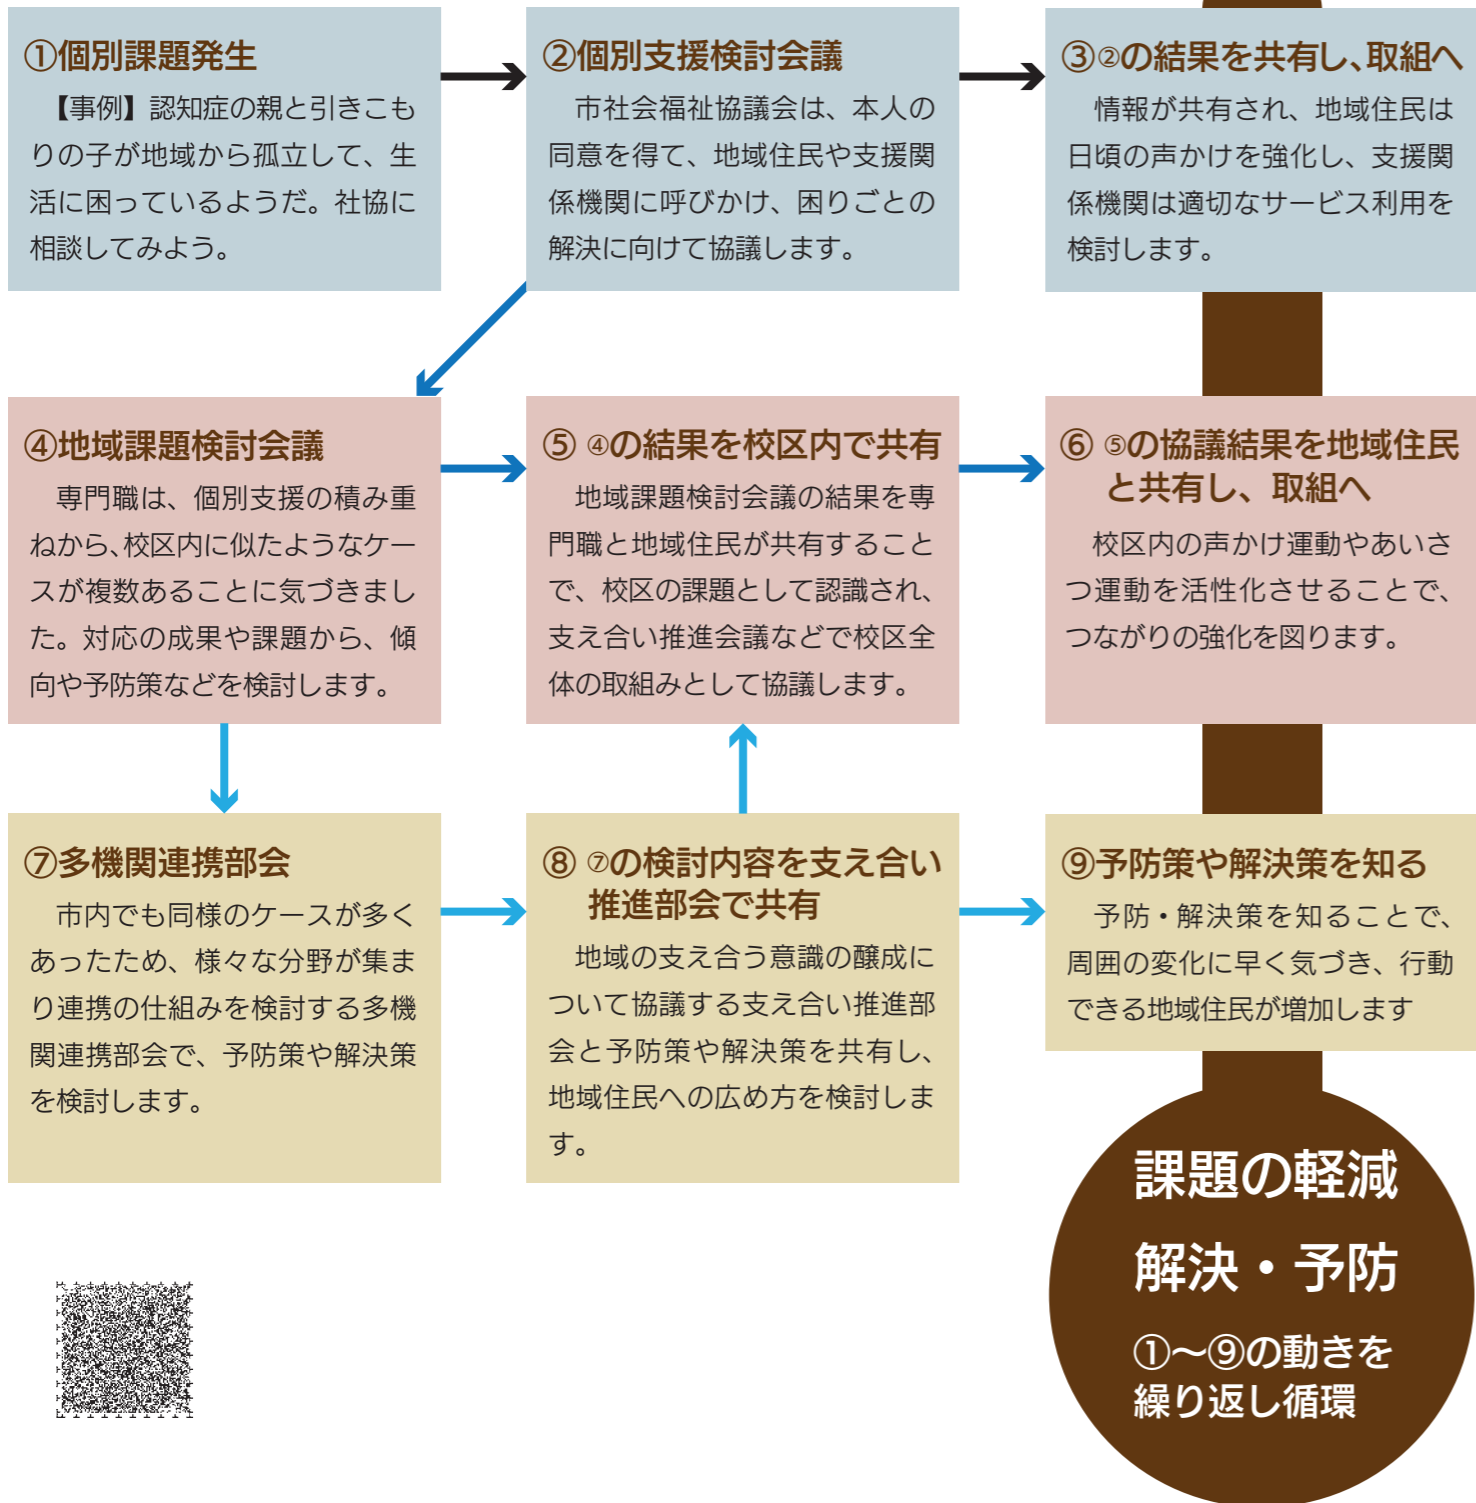 ①個別課題発生
【事例】認知症の親と引きこも
りの子が地域から孤立して、生
活に困っているようだ。社協に
相談してみよう。
②個別支援検討会議
市社会福祉協議会は、本人の
同意を得て、地域住民や支援関
係機関に呼びかけ、困りごとの
解決に向けて協議します。
③②の結果を共有し、取組へ
情報が共有され、地域住民は
日頃の声かけを強化し、支援関
係機関は適切なサービス利用を
検討します。
④地域課題検討会議
専門職は、個別支援の積み重
ねから、校区内に似たようなケー
スが複数あることに気づきまし
た。対応の成果や課題から、傾
向や予防策などを検討します。
⑤ ④の結果を校区内で共有
地域課題検討会議の結果を専
門職と地域住民が共有すること
で、校区の課題として認識され、
支え合い推進会議などで校区全
体の取組みとして協議します。
⑥ ⑤の協議結果を地域住民
と共有し、取組へ
校区内の声かけ運動やあいさ
つ運動を活性化させることで、
つながりの強化を図ります。
⑦多機関連携部会
市内でも同様のケースが多く
あったため、様々な分野が集ま
り連携の仕組みを検討する多機
関連携部会で、予防策や解決策
を検討します。
⑧ ⑦の検討内容を支え合い
推進部会で共有
地域の支え合う意識の醸成に
ついて協議する支え合い推進部
会と予防策や解決策を共有し、
地域住民への広め方を検討しま
す。
⑨予防策や解決策を知る
予防・解決策を知ることで、
周囲の変化に早く気づき、行動
できる地域住民が増加します
課題の軽減
解決・予防
①～⑨の動きを
繰り返し循環